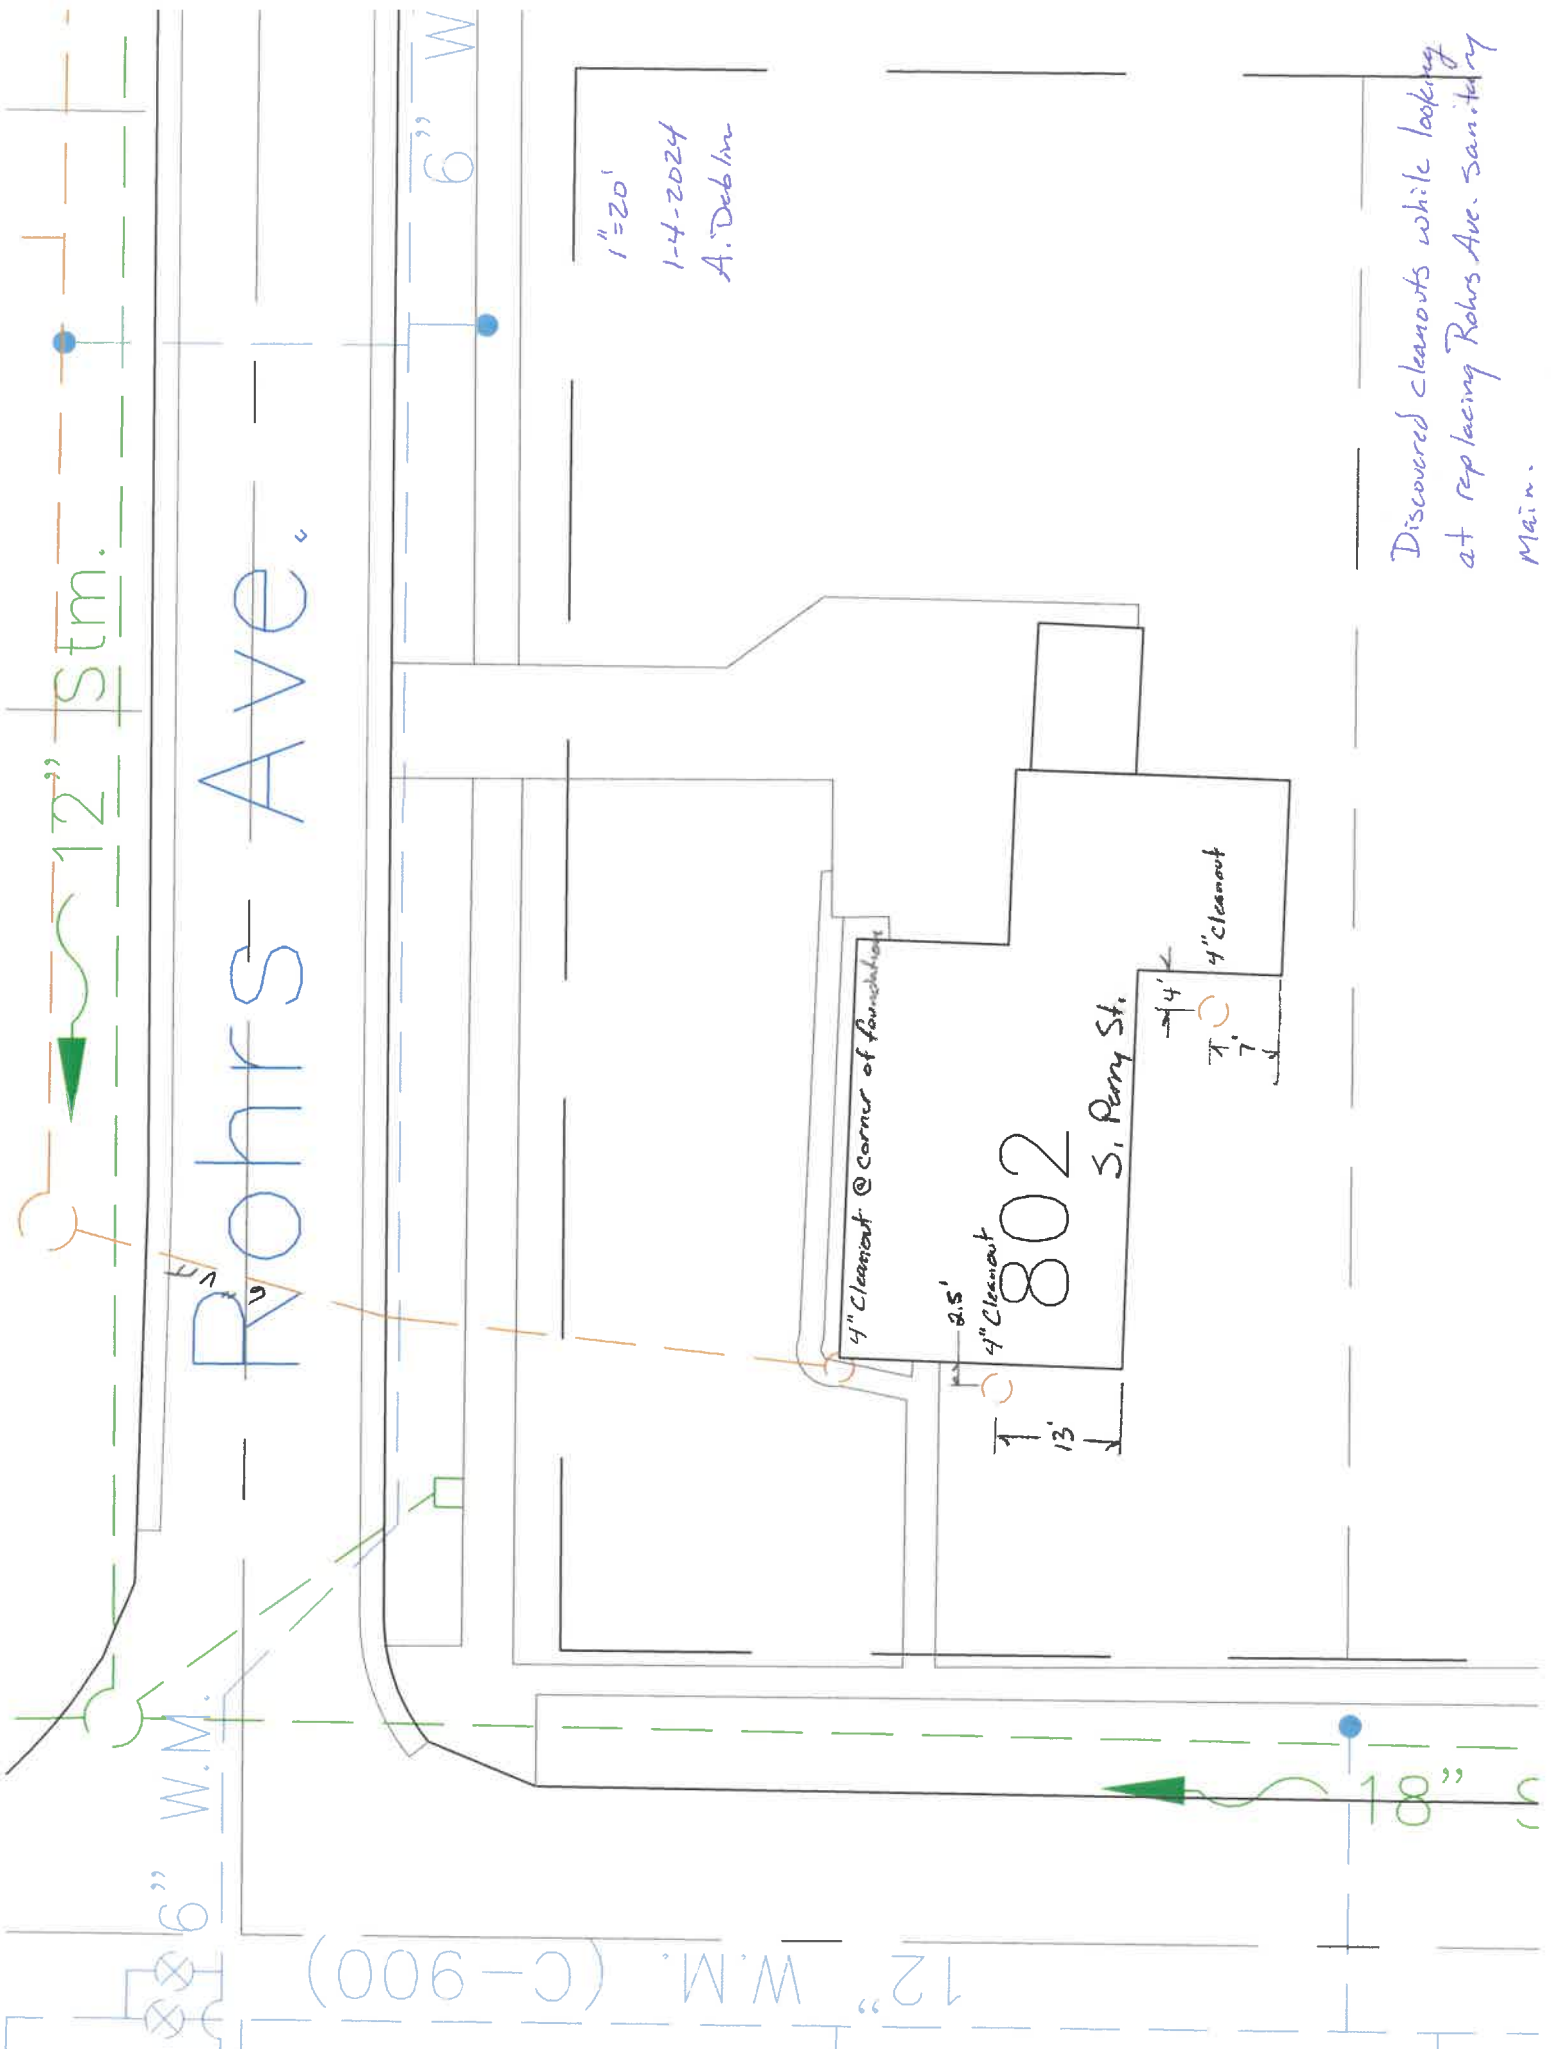 12" Stm.
Rohrs Ave.
6" W
1"=20'
1-4-2024
A. Deblin
Discovered cleanouts while looking
at replacing Rohrs Ave. Sanitary
Main.
4" Cleanout @ corner of foundation
2.5'
4" Cleanout
13'
802
S. Perry St.
4'
7'
4" Cleanout
6" W.M.
12" W.M. (C-900)
18" S